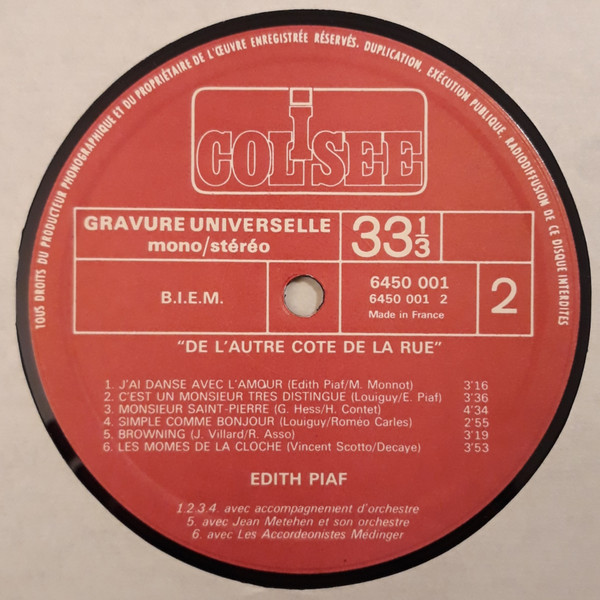 TOUS DROITS DU PRODUCTEUR PHONOGRAPHIQUE ET DU PROPRIÉTAIRE DE L'ŒUVRE ENREGISTRÉE RÉSERVÉS. DUPLICATION, EXÉCUTION PUBLIQUE, RADIODIFFUSION DE CE DISQUE INTERDITES
COLISEE
GRAVURE UNIVERSELLE
mono/stéréo
33 1/3
B.I.E.M.
6450 001
6450 001 2
Made in France
2
"DE L'AUTRE COTE DE LA RUE"
1. J'AI DANSE AVEC L'AMOUR (Edith Piaf/M. Monnot) 3'16
2. C'EST UN MONSIEUR TRES DISTINGUE (Louiguy/E. Piaf) 3'36
3. MONSIEUR SAINT-PIERRE (G. Hess/H. Contet) 4'34
4. SIMPLE COMME BONJOUR (Louiguy/Roméo Carles) 2'55
5. BROWNING (J. Villard/R. Asso) 3'19
6. LES MOMES DE LA CLOCHE (Vincent Scotto/Decaye) 3'53
EDITH PIAF
1.2.3.4. avec accompagnement d'orchestre
5. avec Jean Metehen et son orchestre
6. avec Les Accordeonistes Médinger